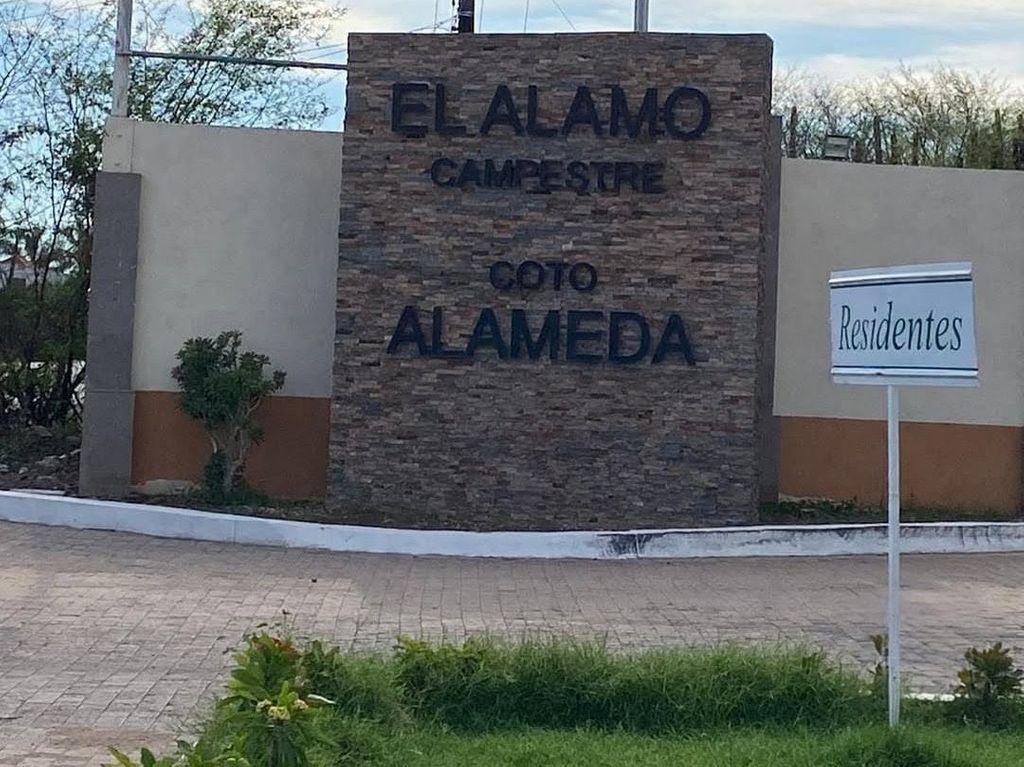 EL ALAMO
CAMPESTRE
COTO
ALAMEDA
Residentes